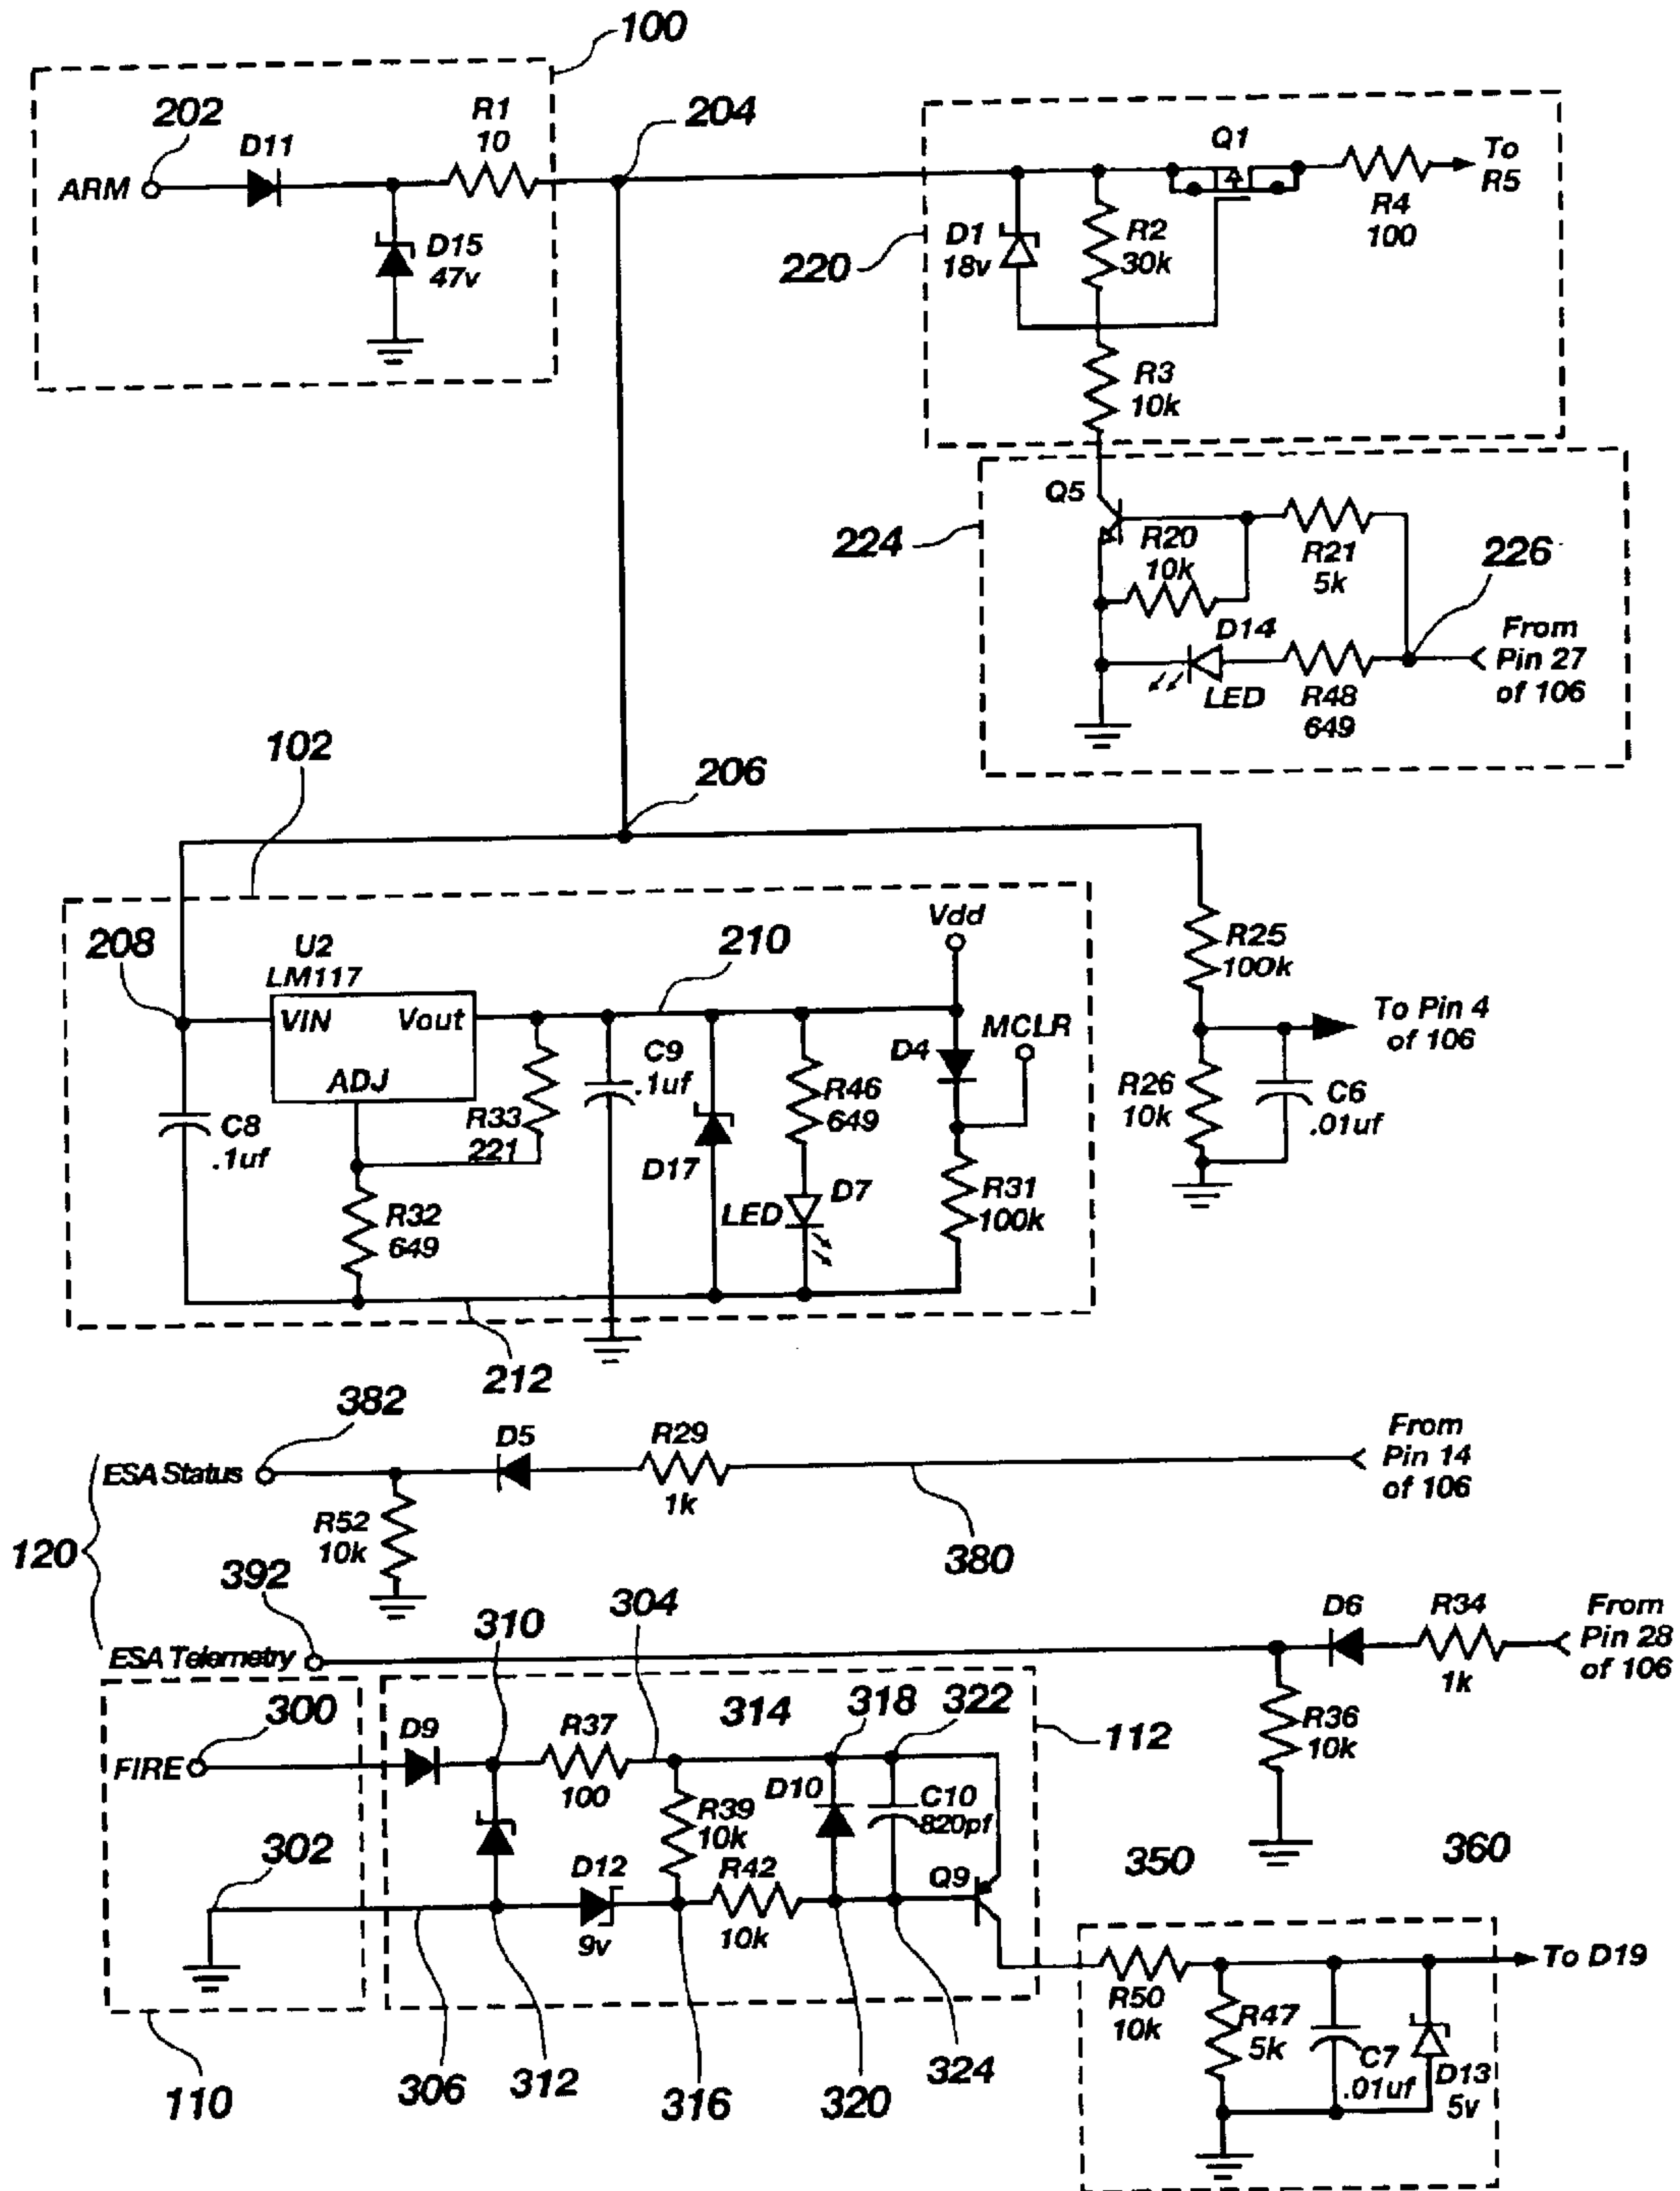 100
202
D11
R1
10
204
ARM
D15
47v
Q1
To
R5
R4
100
D1
18v
R2
30k
220
R3
10k
Q5
224
R20
10k
R21
5k
226
D14
LED
R48
649
From
Pin 27
of 106
102
206
Vdd
208
U2
LM117
210
VIN
Vout
ADJ
MCLR
R25
100k
To Pin 4
of 106
C9
.1uf
D4
R46
649
R33
221
C8
.1uf
D17
D7
LED
R31
100k
R26
10k
C6
.01uf
R32
649
212
382
ESA Status
D5
R29
1k
From
Pin 14
of 106
R52
10k
120
380
392
310
304
ESA Telemetry
D6
R34
1k
From
Pin 28
of 106
300
314
318
322
112
FIRE
D9
R37
100
D10
C10
820pf
R36
10k
R39
10k
302
D12
9v
R42
10k
Q9
350
360
R50
10k
R47
5k
C7
.01uf
D13
5v
To D19
110
306
312
316
320
324